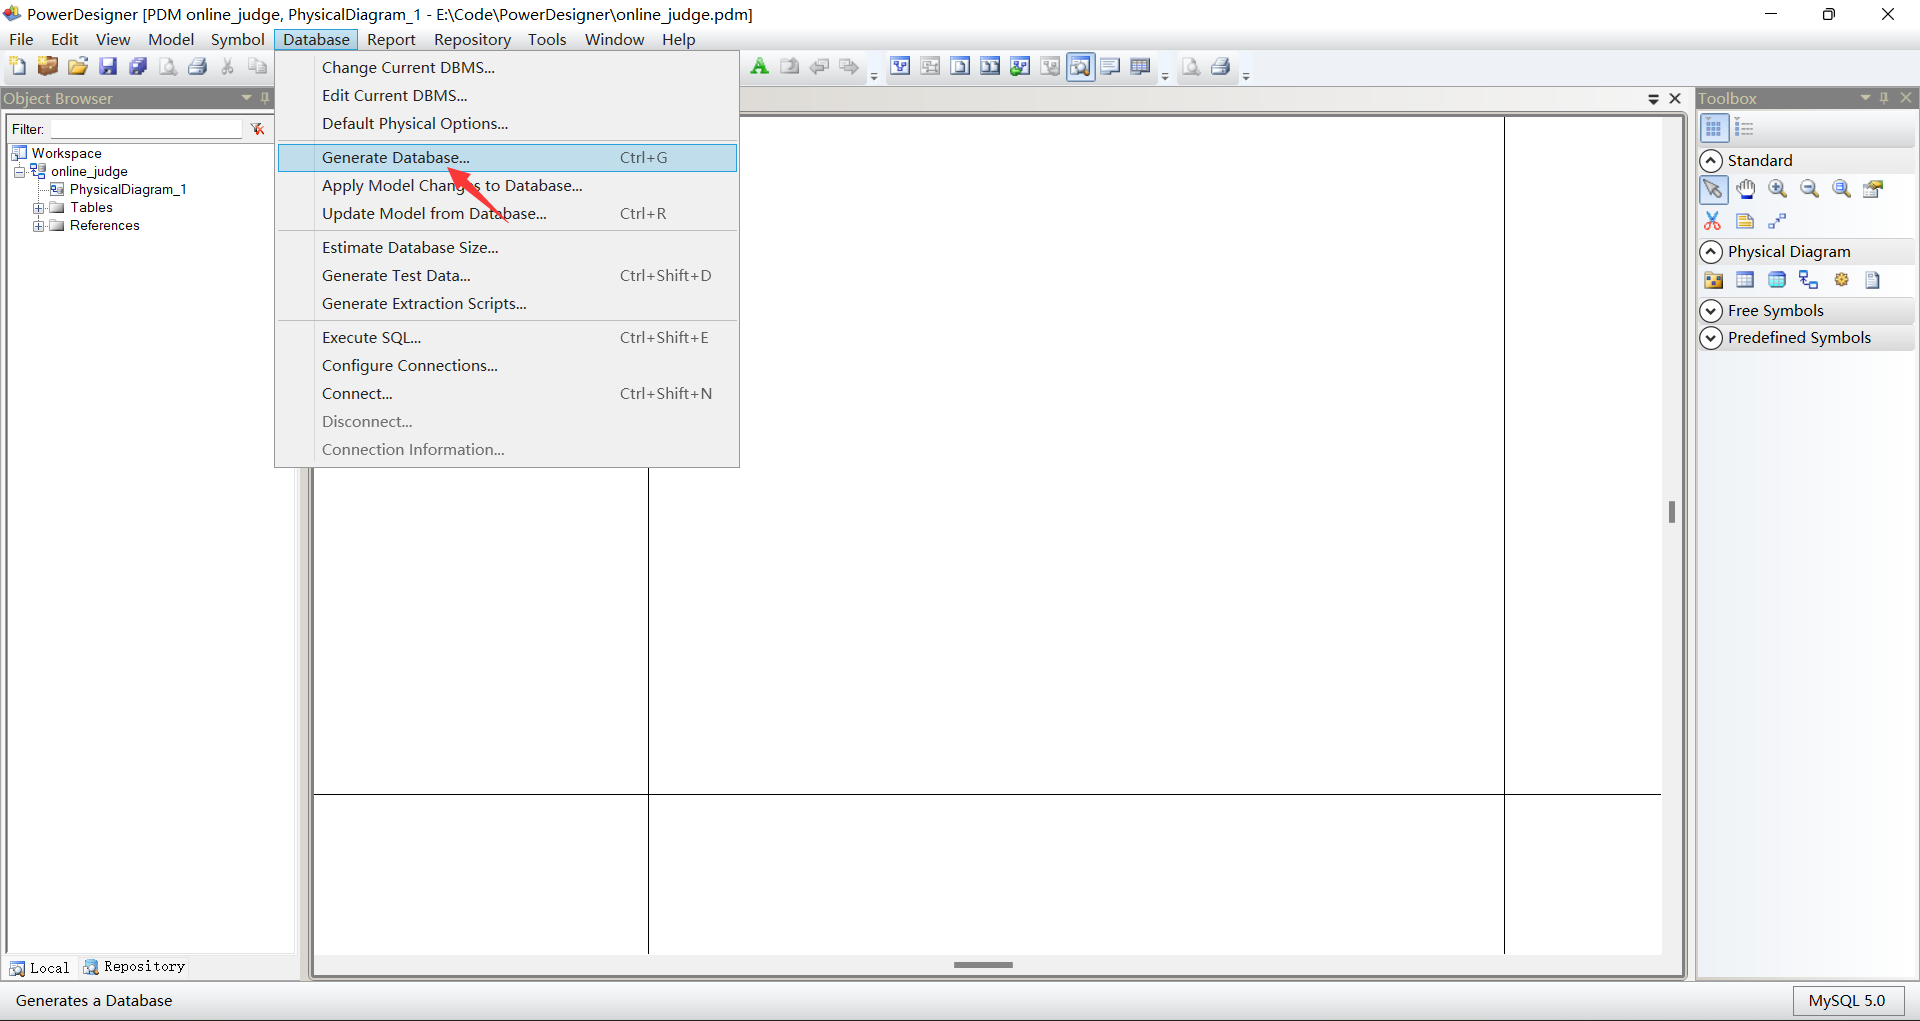 PowerDesigner [PDM online_judge, PhysicalDiagram_1 - E:\Code\PowerDesigner\online_judge.pdm]
File Edit View Model Symbol Database Report Repository Tools Window Help
Object Browser
Filter:
Workspace
online_judge
PhysicalDiagram_1
Tables
References
Local Repository
Change Current DBMS...
Edit Current DBMS...
Default Physical Options...
Generate Database... Ctrl+G
Apply Model Changes to Database...
Update Model from Database... Ctrl+R
Estimate Database Size...
Generate Test Data... Ctrl+Shift+D
Generate Extraction Scripts...
Execute SQL... Ctrl+Shift+E
Configure Connections...
Connect... Ctrl+Shift+N
Disconnect...
Connection Information...
Toolbox
Standard
Physical Diagram
Free Symbols
Predefined Symbols
Generates a Database
MySQL 5.0